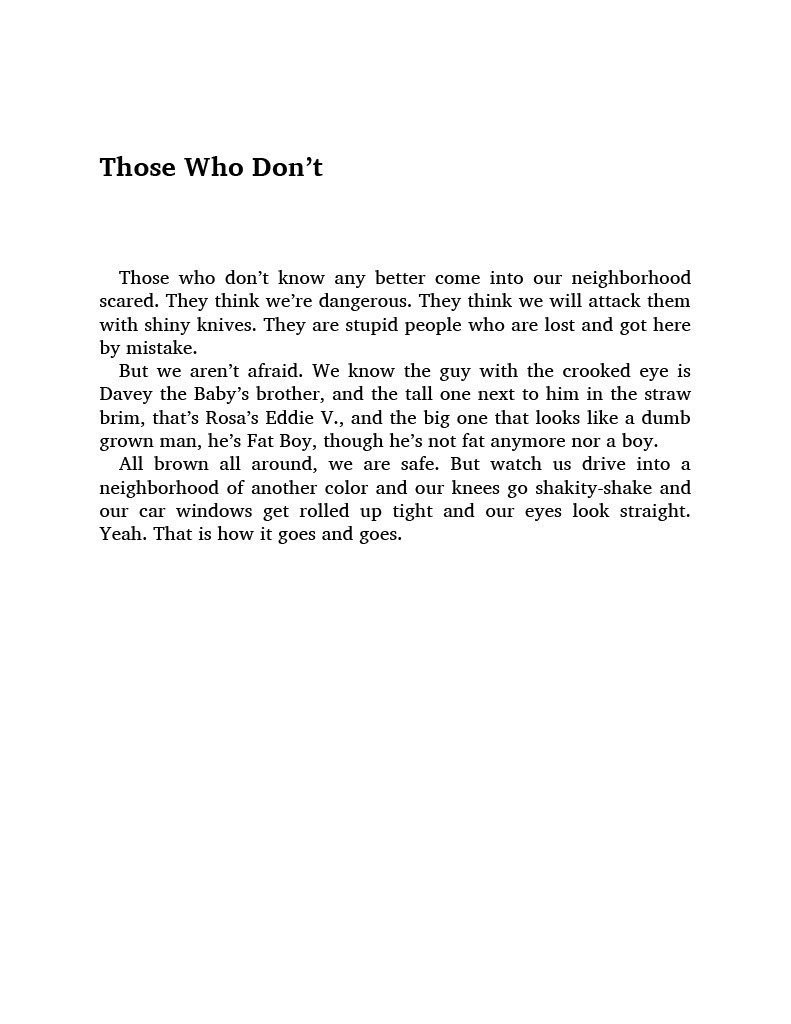 Those Who Don’t
Those who don’t know any better come into our neighborhood
scared. They think we’re dangerous. They think we will attack them
with shiny knives. They are stupid people who are lost and got here
by mistake.
But we aren’t afraid. We know the guy with the crooked eye is
Davey the Baby’s brother, and the tall one next to him in the straw
brim, that’s Rosa’s Eddie V., and the big one that looks like a dumb
grown man, he’s Fat Boy, though he’s not fat anymore nor a boy.
All brown all around, we are safe. But watch us drive into a
neighborhood of another color and our knees go shakity-shake and
our car windows get rolled up tight and our eyes look straight.
Yeah. That is how it goes and goes.